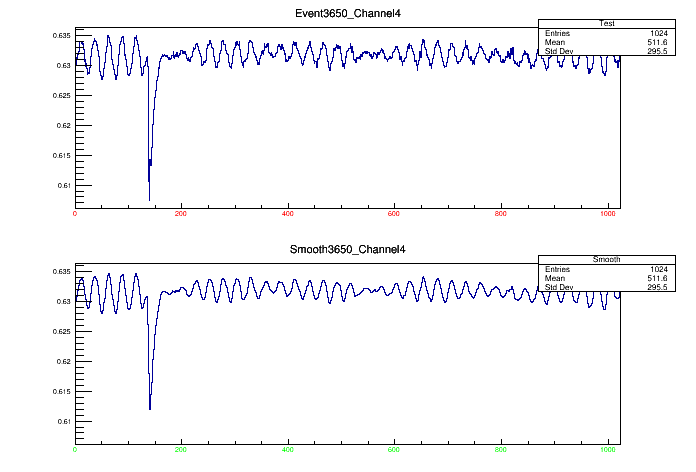 Event3650_Channel4
Test
Entries 1024
Mean 511.6
Std Dev 295.5
0.635
0.63
0.625
0.62
0.615
0.61
0 200 400 600 800 1000
Smooth3650_Channel4
Smooth
Entries 1024
Mean 511.6
Std Dev 295.5
0.635
0.63
0.625
0.62
0.615
0.61
0 200 400 600 800 1000